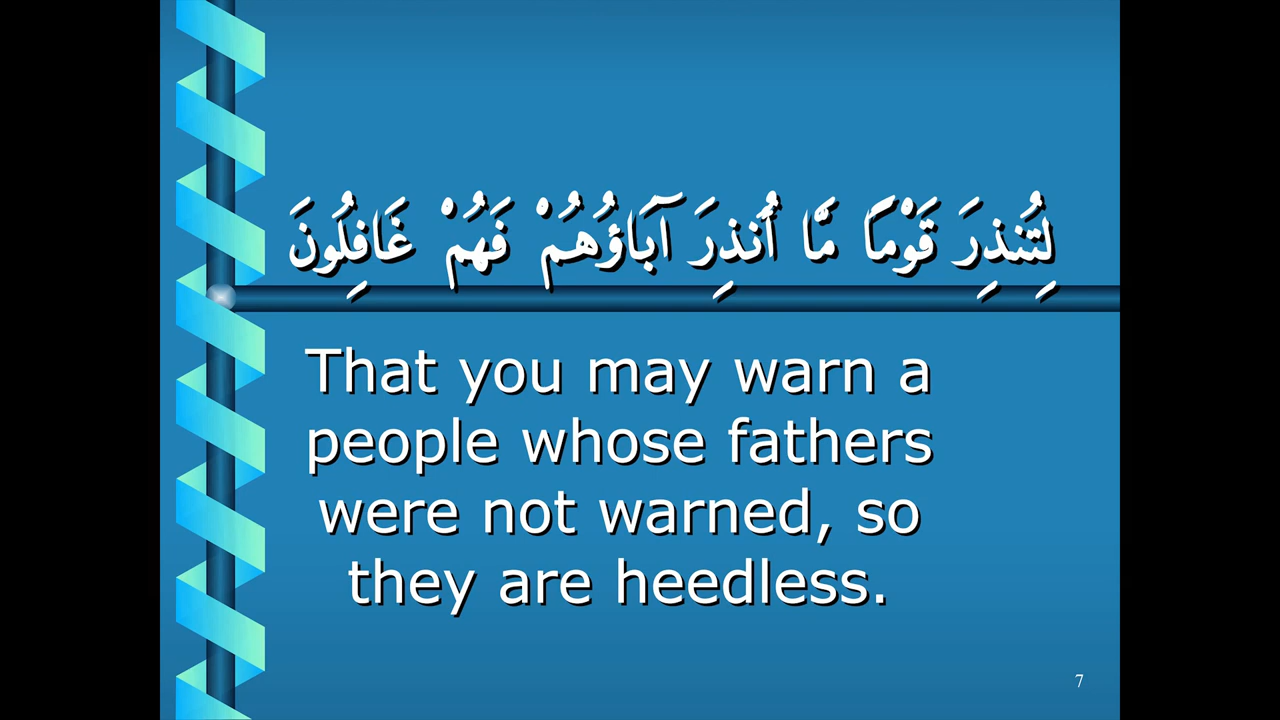 لِتُنذِرَ قَوْمًا مَّا أُنذِرَ آبَاؤُهُمْ فَهُمْ غَافِلُونَ
That you may warn a
people whose fathers
were not warned, so
they are heedless.
7